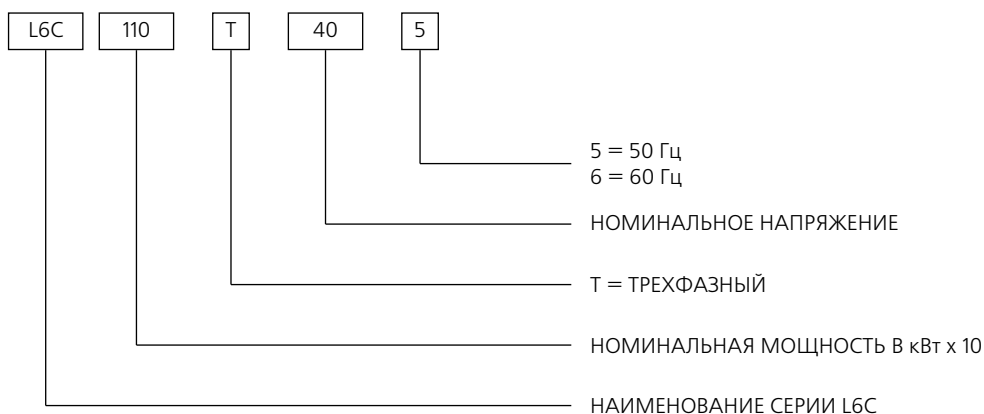 L6C 110 T 40 5
5 = 50 Гц
6 = 60 Гц
НОМИНАЛЬНОЕ НАПРЯЖЕНИЕ
T = ТРЕХФАЗНЫЙ
НОМИНАЛЬНАЯ МОЩНОСТЬ В кВт x 10
НАИМЕНОВАНИЕ СЕРИИ L6C